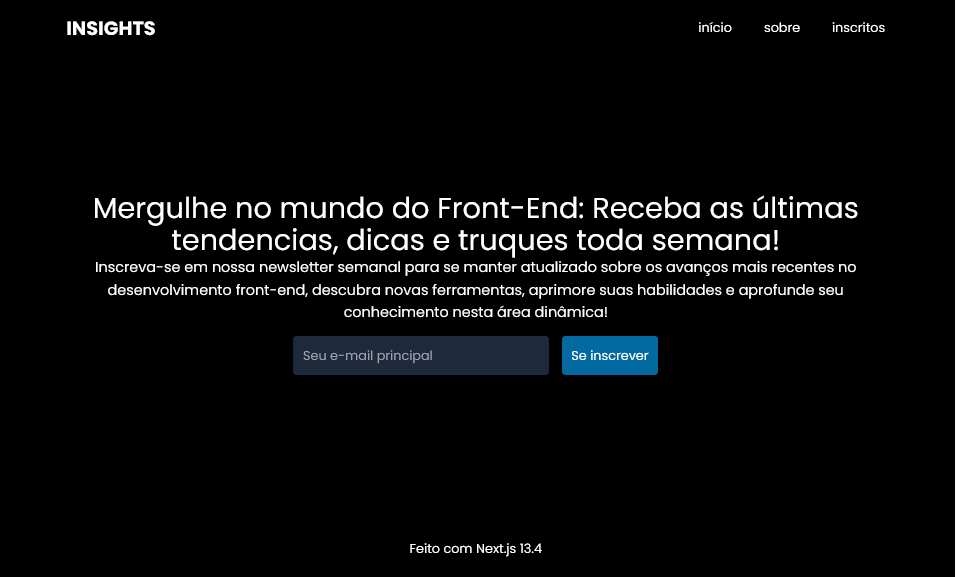 INSIGHTS
início
sobre
inscritos
Mergulhe no mundo do Front-End: Receba as últimas
tendencias, dicas e truques toda semana!
Inscreva-se em nossa newsletter semanal para se manter atualizado sobre os avanços mais recentes no
desenvolvimento front-end, descubra novas ferramentas, aprimore suas habilidades e aprofunde seu
conhecimento nesta área dinâmica!
Seu e-mail principal
Se inscrever
Feito com Next.js 13.4